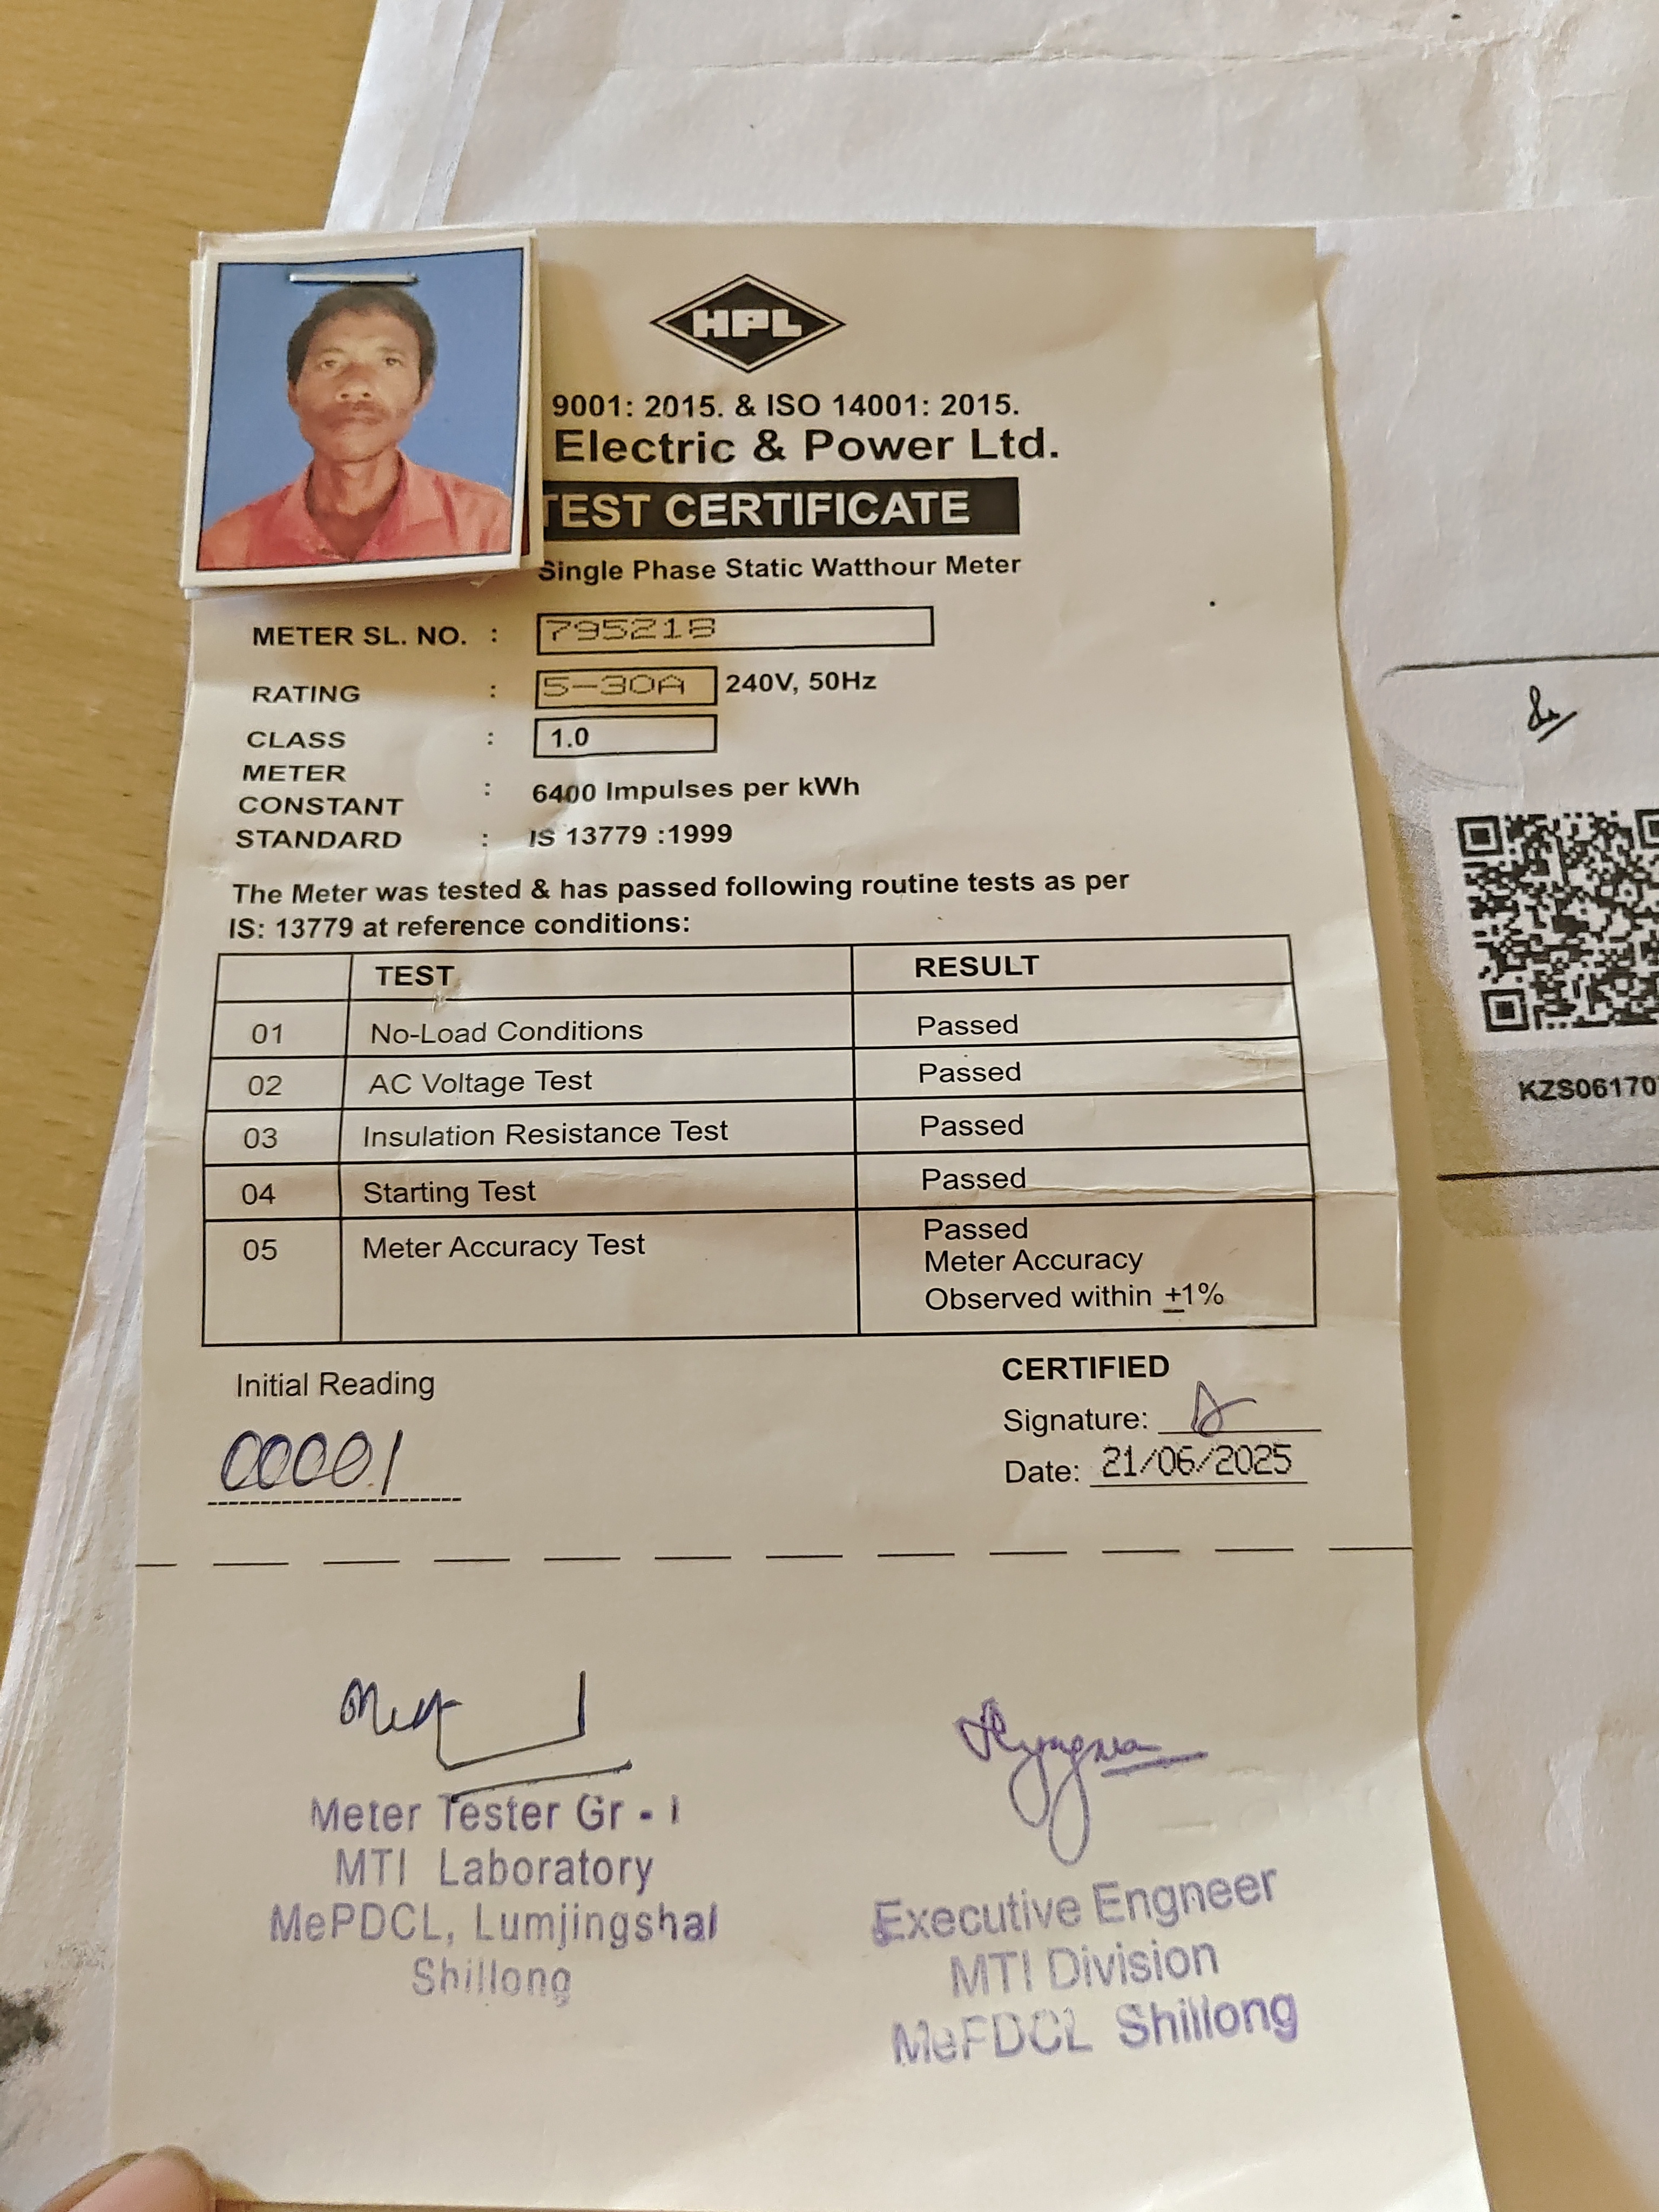 HPL
9001: 2015. & ISO 14001: 2015.
Electric & Power Ltd.
TEST CERTIFICATE
Single Phase Static Watthour Meter
METER SL. NO. : 795218
RATING : 5-30A 240V, 50Hz
CLASS : 1.0
METER
CONSTANT : 6400 Impulses per kWh
STANDARD : IS 13779 :1999
The Meter was tested & has passed following routine tests as per
IS: 13779 at reference conditions:
TEST RESULT
01 No-Load Conditions Passed
02 AC Voltage Test Passed
03 Insulation Resistance Test Passed
04 Starting Test Passed
05 Meter Accuracy Test Passed
Meter Accuracy
Observed within ±1%
Initial Reading
00001
CERTIFIED
Signature:
Date: 21/06/2025
Meter Tester Gr - I
MTI Laboratory
MePDCL, Lumjingshai
Shillong
Executive Engneer
MTI Division
MePDCL Shillong
KZS06170